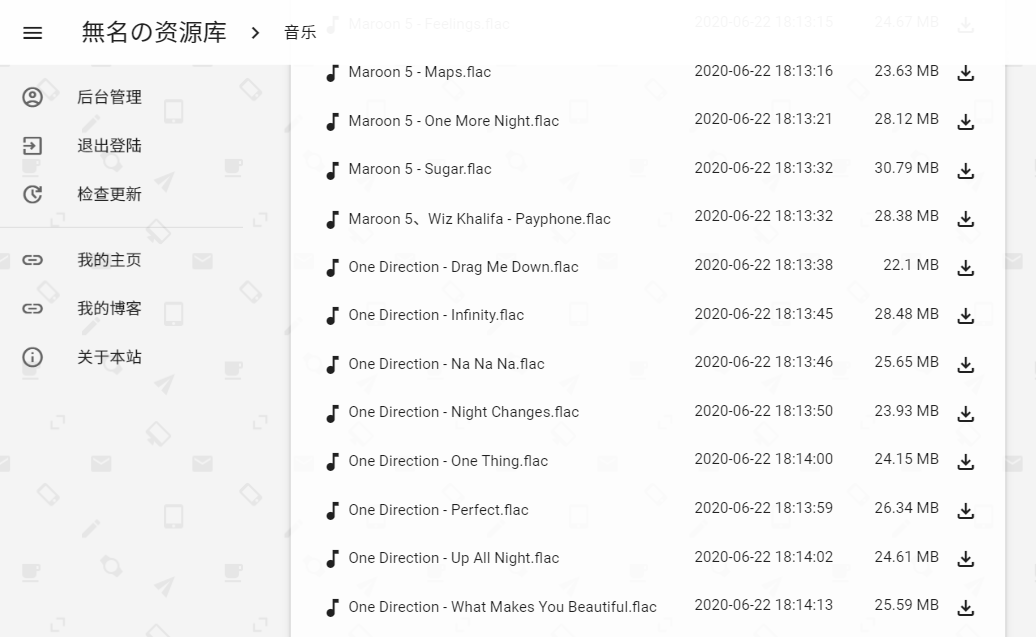 無名の资源库 > 音乐
Maroon 5 - Feelings.flac 2020-06-22 18:13:15 24.67 MB
后台管理
退出登陆
检查更新
我的主页
我的博客
关于本站
Maroon 5 - Maps.flac 2020-06-22 18:13:16 23.63 MB
Maroon 5 - One More Night.flac 2020-06-22 18:13:21 28.12 MB
Maroon 5 - Sugar.flac 2020-06-22 18:13:32 30.79 MB
Maroon 5、Wiz Khalifa - Payphone.flac 2020-06-22 18:13:32 28.38 MB
One Direction - Drag Me Down.flac 2020-06-22 18:13:38 22.1 MB
One Direction - Infinity.flac 2020-06-22 18:13:45 28.48 MB
One Direction - Na Na Na.flac 2020-06-22 18:13:46 25.65 MB
One Direction - Night Changes.flac 2020-06-22 18:13:50 23.93 MB
One Direction - One Thing.flac 2020-06-22 18:14:00 24.15 MB
One Direction - Perfect.flac 2020-06-22 18:13:59 26.34 MB
One Direction - Up All Night.flac 2020-06-22 18:14:02 24.61 MB
One Direction - What Makes You Beautiful.flac 2020-06-22 18:14:13 25.59 MB